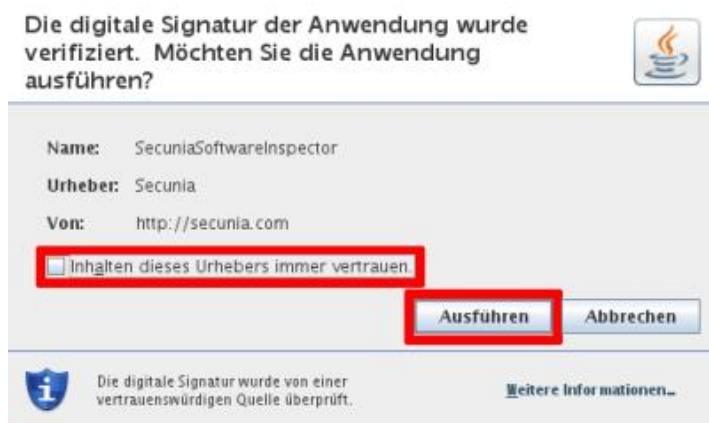 Die digitale Signatur der Anwendung wurde
verifiziert. Möchten Sie die Anwendung
ausführen?
Name: SecuniaSoftwareInspector
Urheber: Secunia
Von: http://secunia.com
Inhalten dieses Urhebers immer vertrauen.
Ausführen Abbrechen
Die digitale Signatur wurde von einer
vertrauenswürdigen Quelle überprüft.
Weitere Informationen...